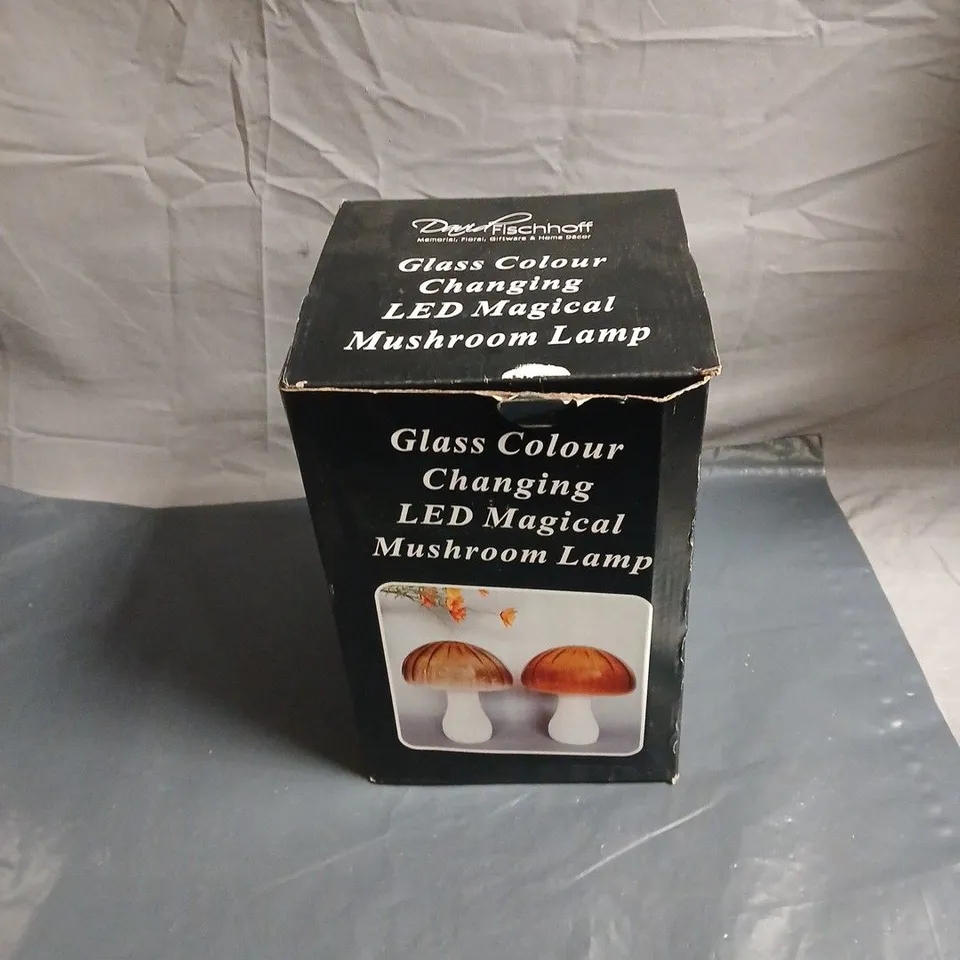 David Fischhoff
Memorial, Floral, Giftware & Home Décor
Glass Colour
Changing
LED Magical
Mushroom Lamp
Glass Colour
Changing
LED Magical
Mushroom Lamp